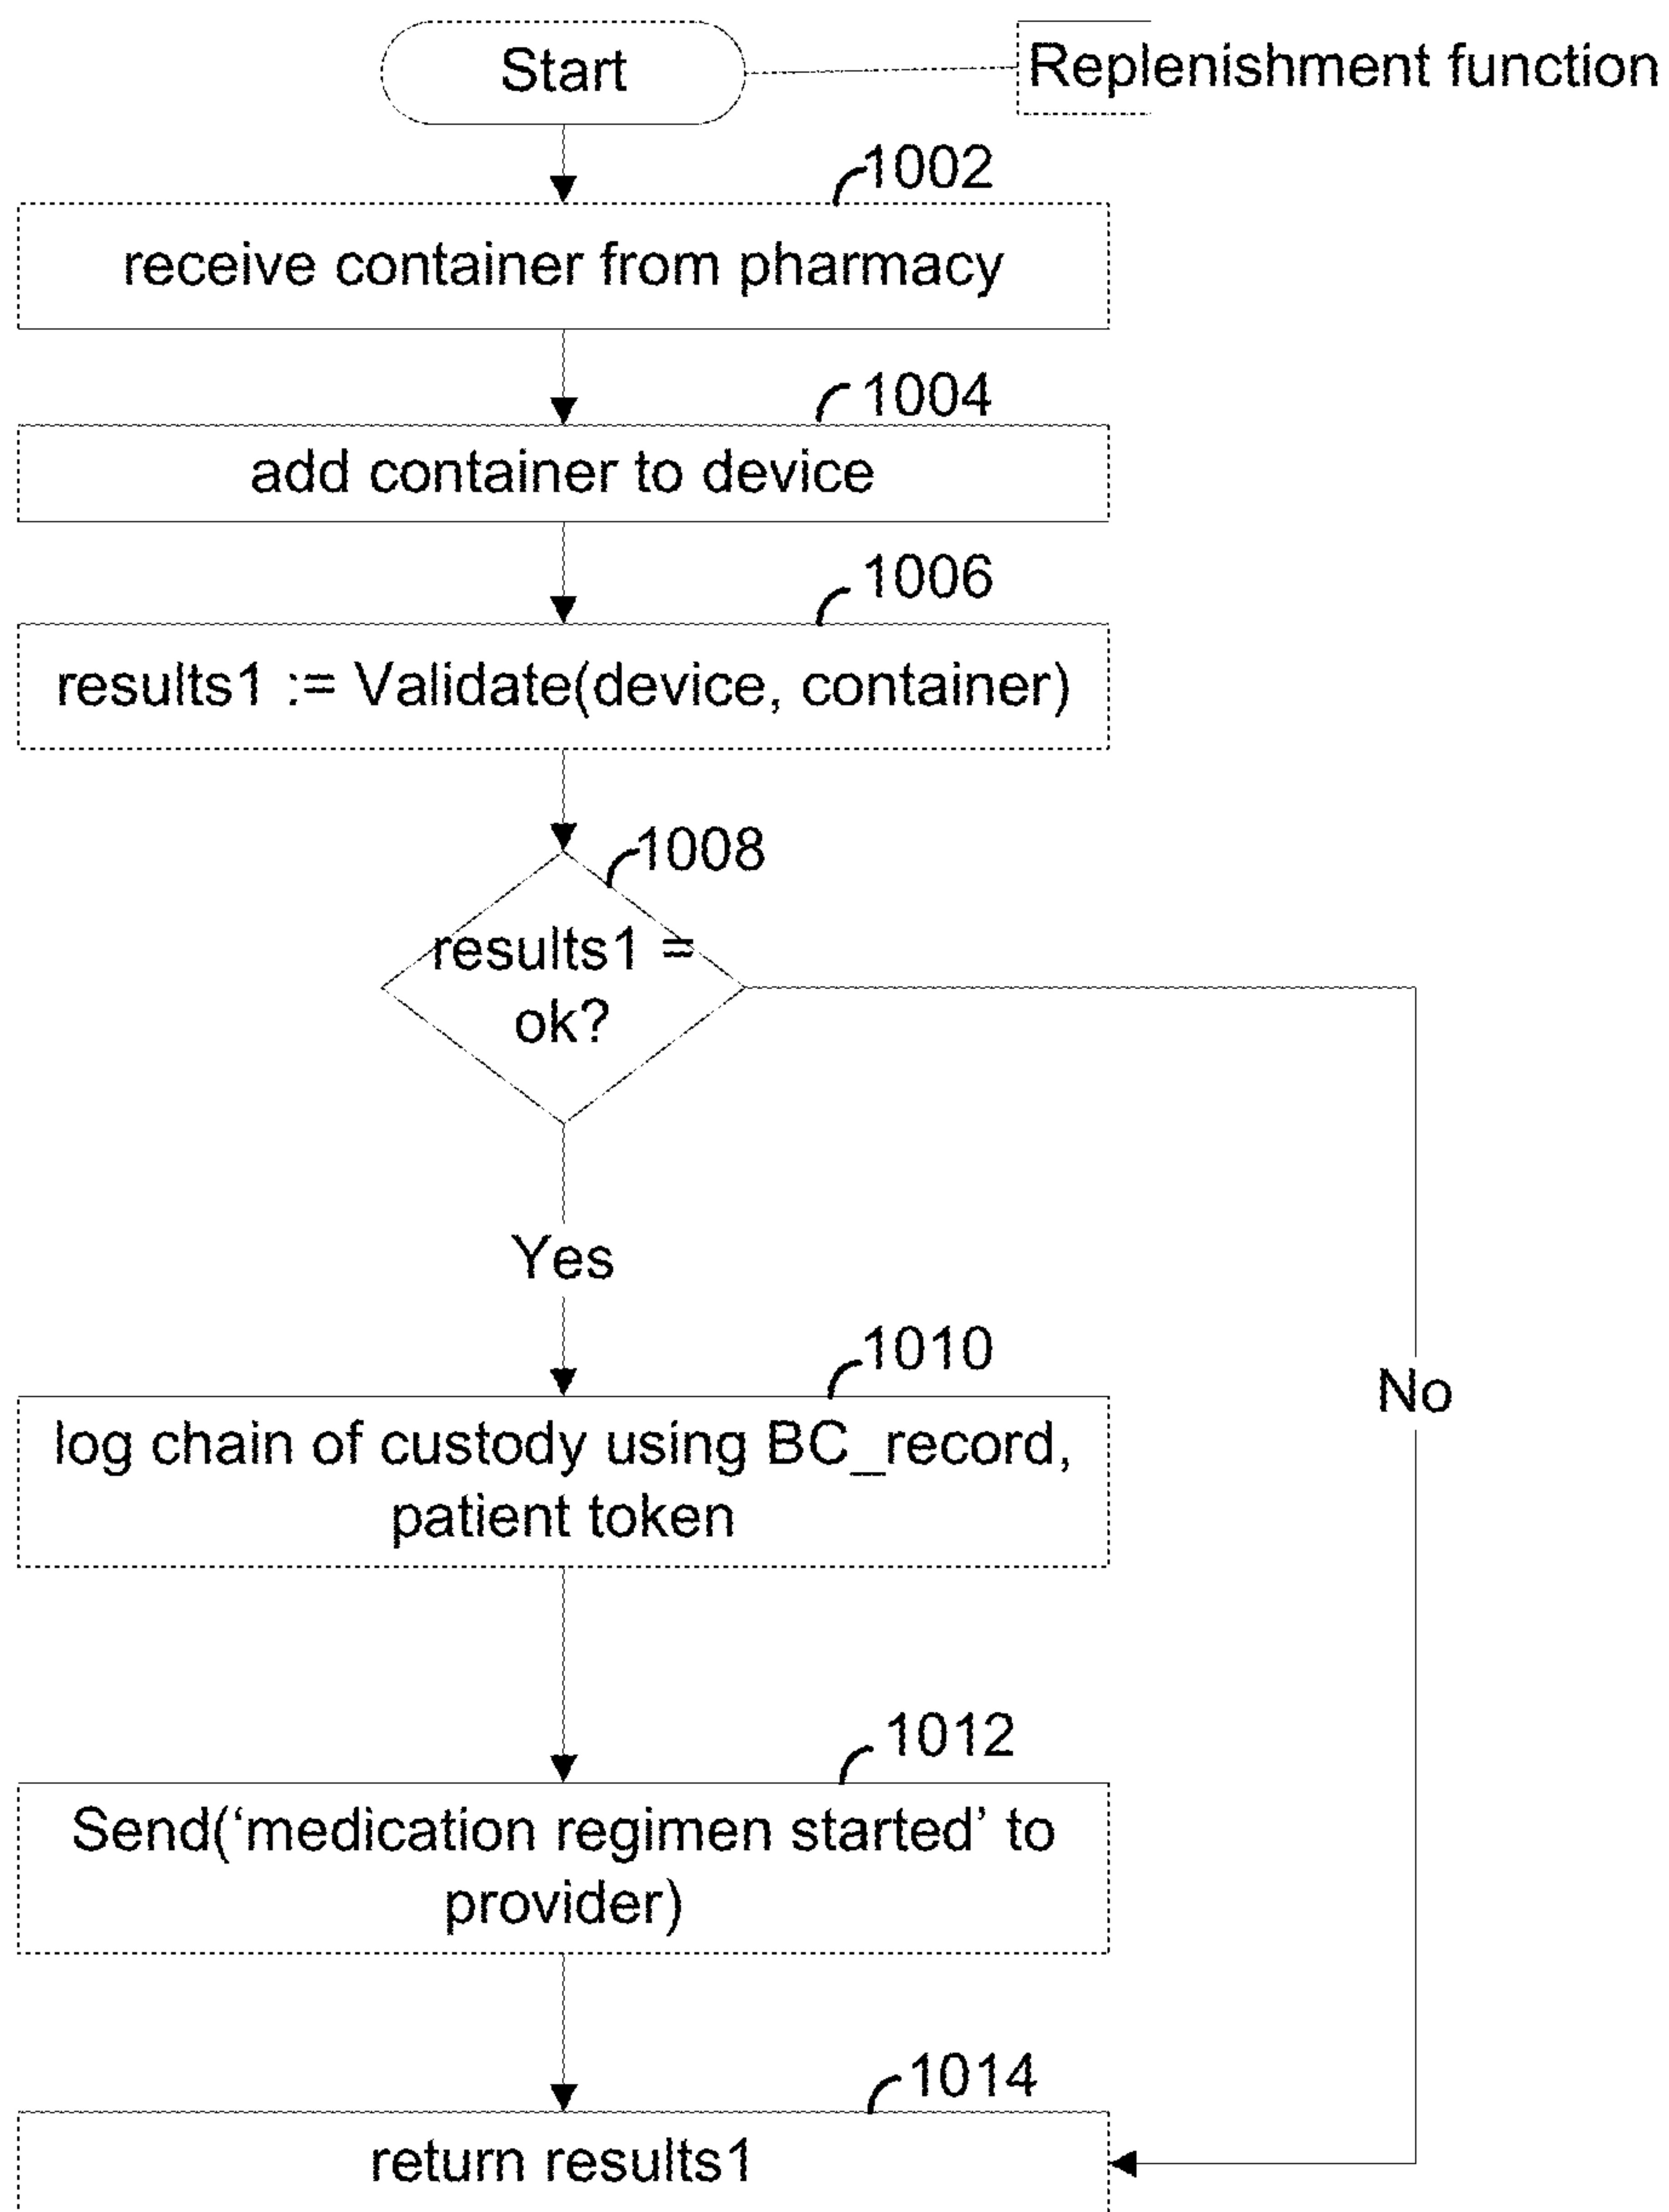 Start
Replenishment function
1002
receive container from pharmacy
1004
add container to device
1006
results1 := Validate(device, container)
1008
results1 =
ok?
Yes
No
1010
log chain of custody using BC_record,
patient token
1012
Send(‘medication regimen started’ to
provider)
1014
return results1